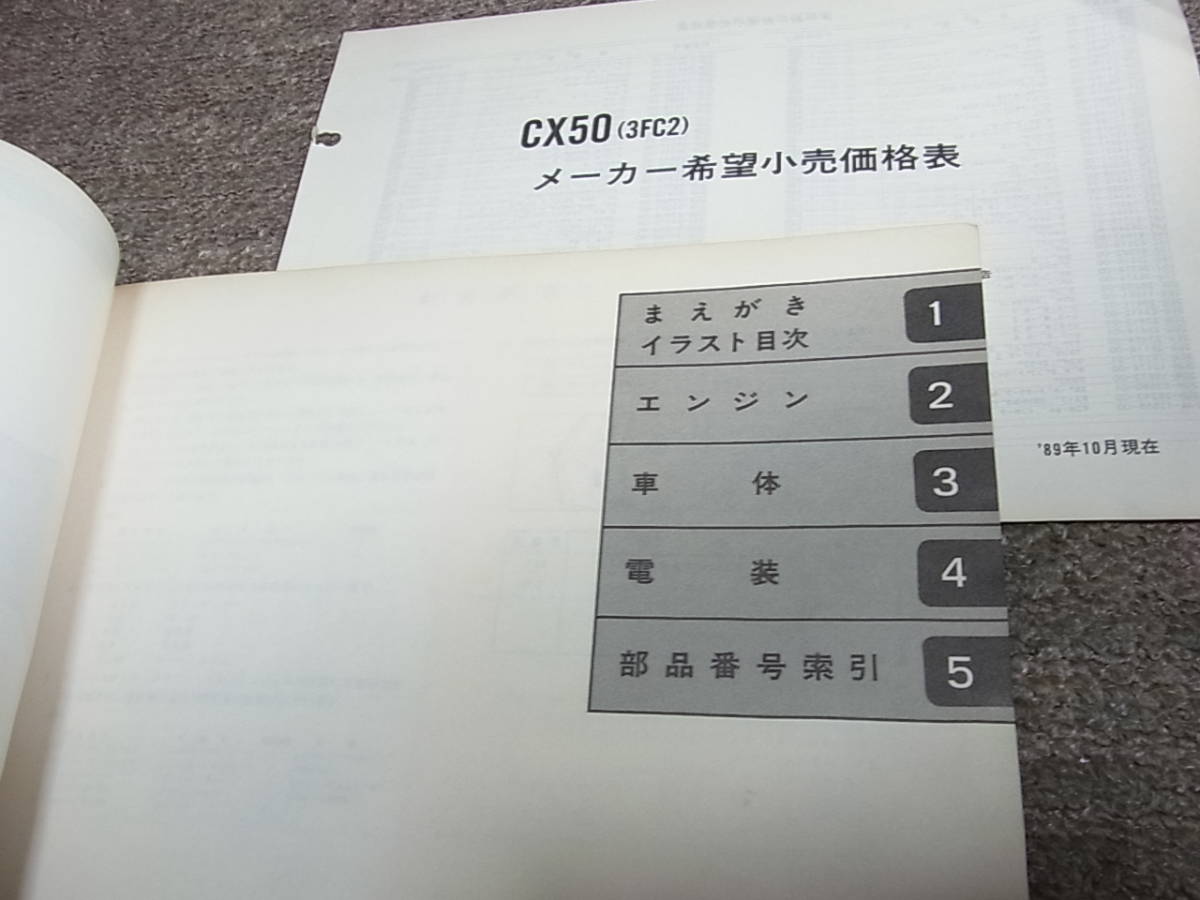 CX50 (3FC2)
メーカー希望小売価格表
'89年10月現在
まえがき
イラスト目次 1
エンジン 2
車体 3
電装 4
部品番号索引 5